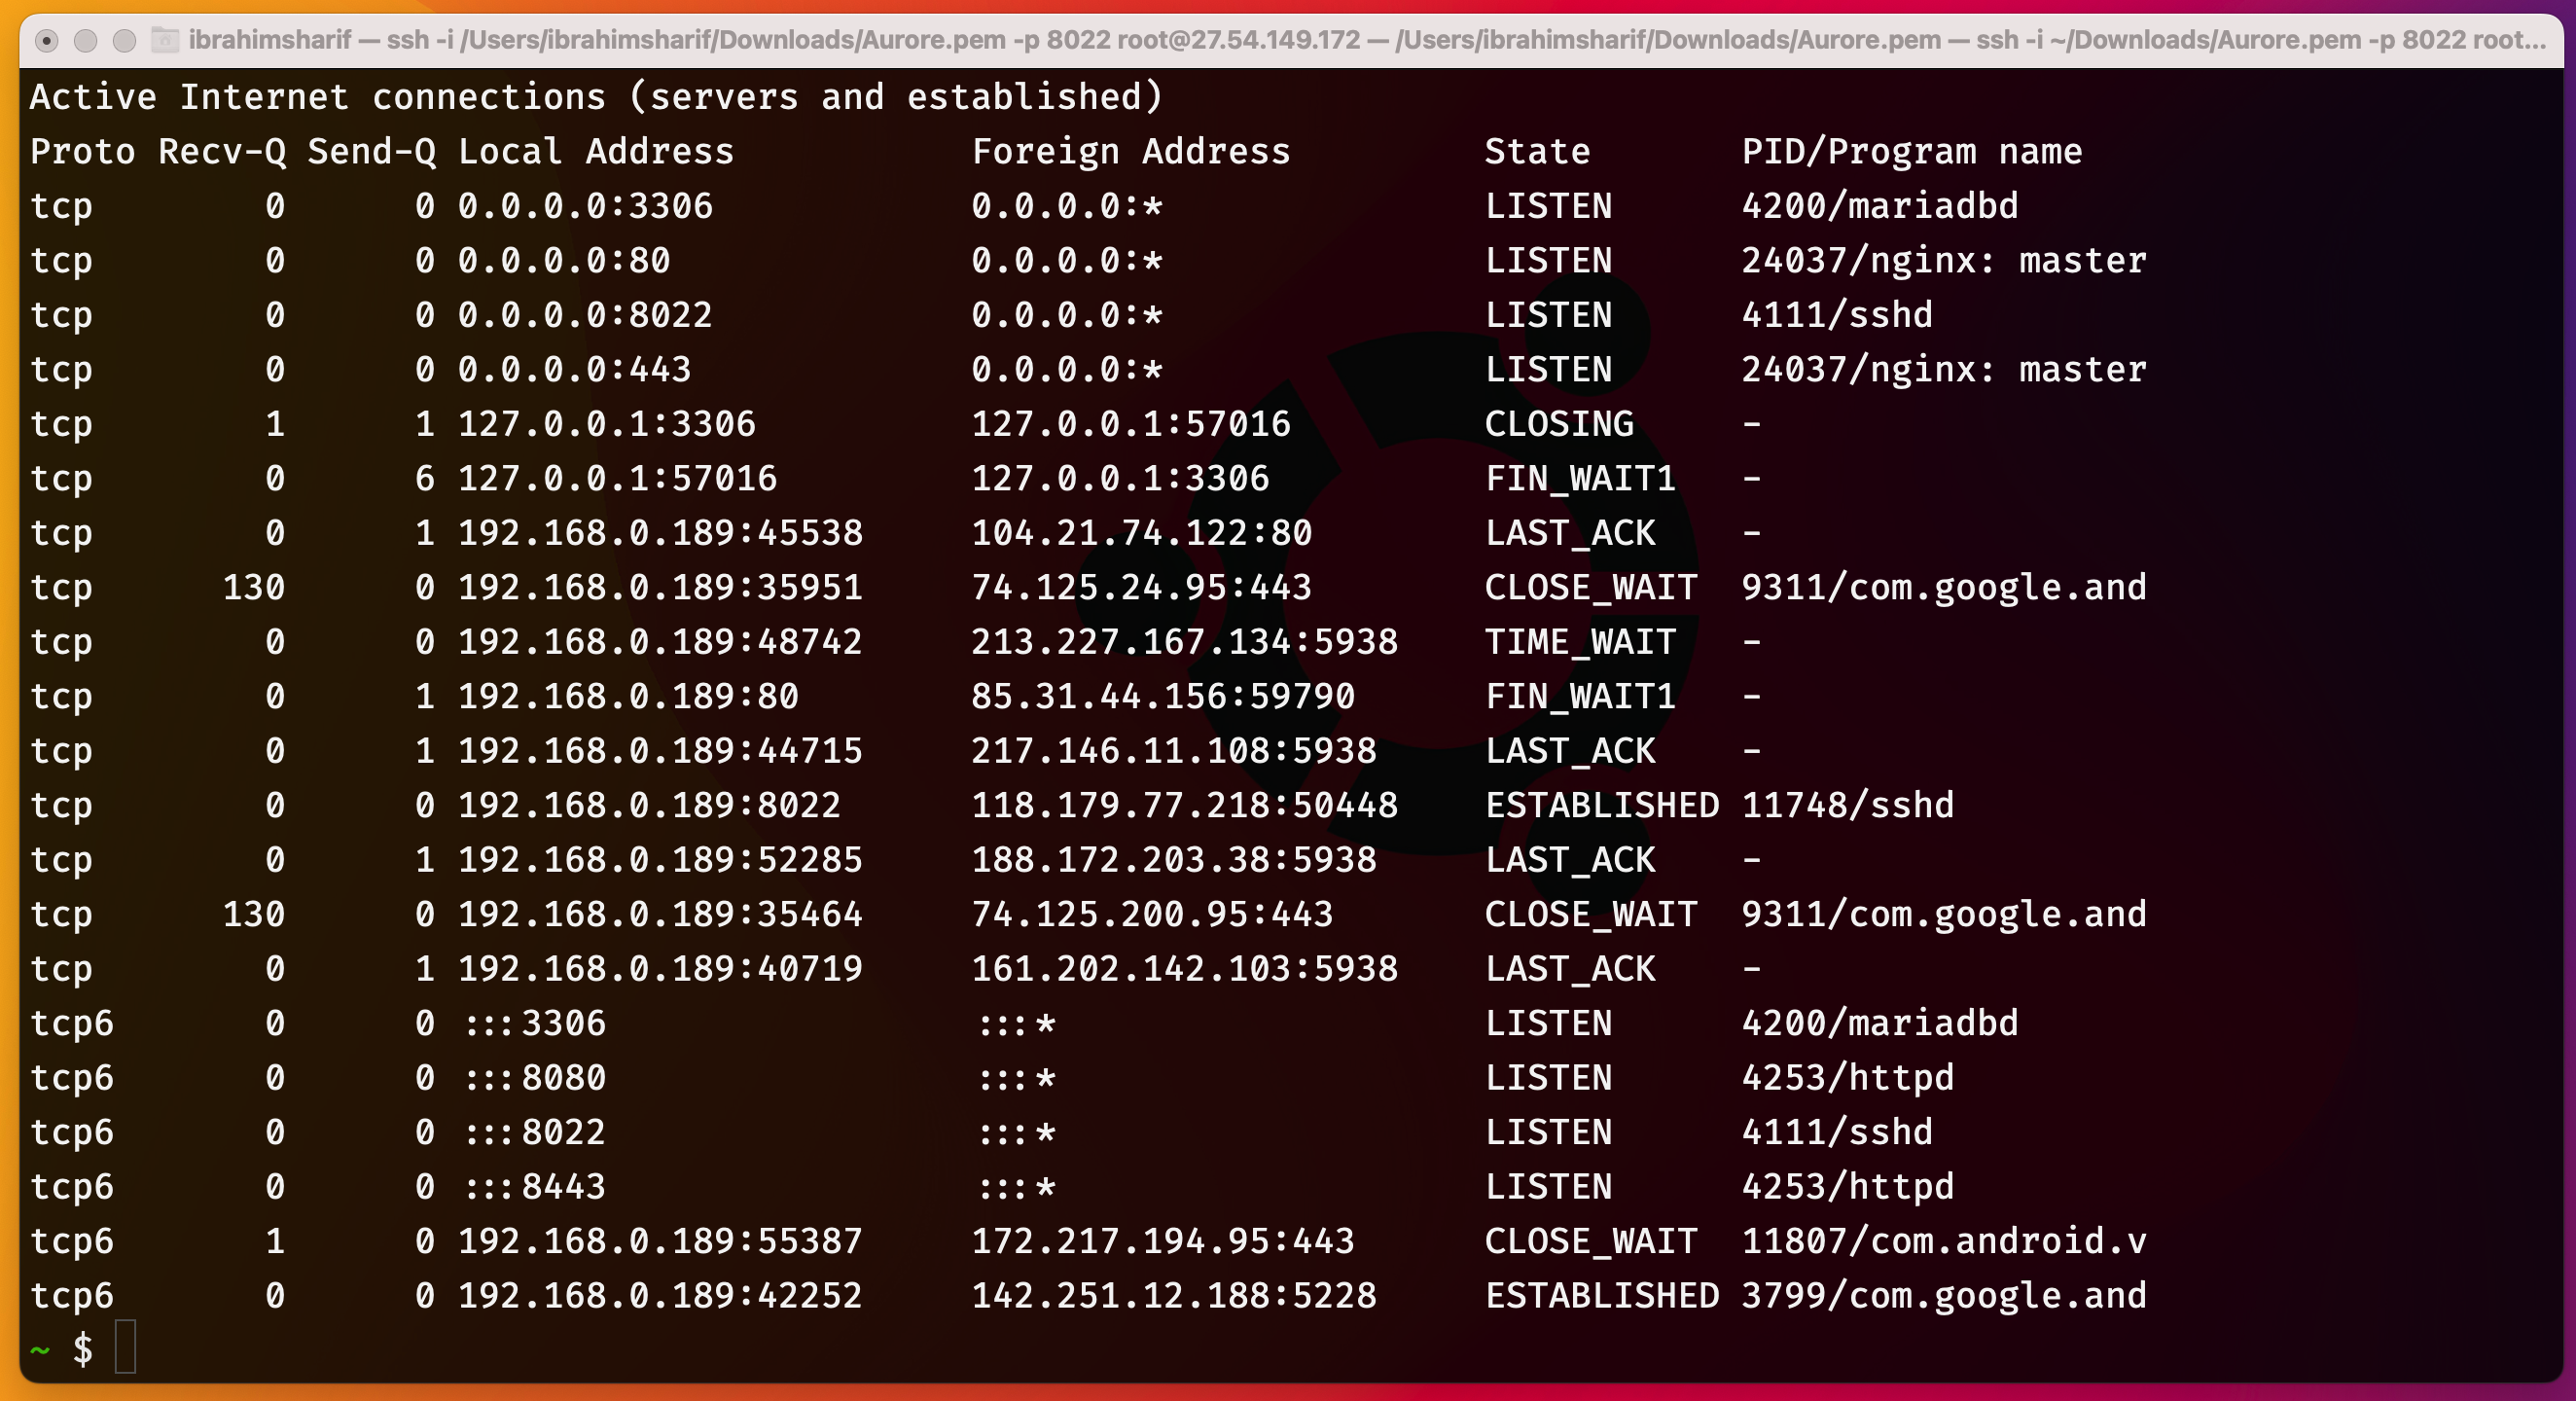 ibrahimsharif — ssh -i /Users/ibrahimsharif/Downloads/Aurore.pem -p 8022 root@27.54.149.172 — /Users/ibrahimsharif/Downloads/Aurore.pem — ssh -i ~/Downloads/Aurore.pem -p 8022 root...
Active Internet connections (servers and established)
Proto Recv-Q Send-Q Local Address           Foreign Address         State       PID/Program name
tcp        0      0 0.0.0.0:3306            0.0.0.0:*               LISTEN      4200/mariadbd
tcp        0      0 0.0.0.0:80              0.0.0.0:*               LISTEN      24037/nginx: master
tcp        0      0 0.0.0.0:8022            0.0.0.0:*               LISTEN      4111/sshd
tcp        0      0 0.0.0.0:443             0.0.0.0:*               LISTEN      24037/nginx: master
tcp        1      1 127.0.0.1:3306          127.0.0.1:57016         CLOSING     -
tcp        0      6 127.0.0.1:57016         127.0.0.1:3306          FIN_WAIT1   -
tcp        0      1 192.168.0.189:45538     104.21.74.122:80        LAST_ACK    -
tcp      130      0 192.168.0.189:35951     74.125.24.95:443        CLOSE_WAIT  9311/com.google.and
tcp        0      0 192.168.0.189:48742     213.227.167.134:5938    TIME_WAIT   -
tcp        0      1 192.168.0.189:80        85.31.44.156:59790      FIN_WAIT1   -
tcp        0      1 192.168.0.189:44715     217.146.11.108:5938     LAST_ACK    -
tcp        0      0 192.168.0.189:8022      118.179.77.218:50448    ESTABLISHED 11748/sshd
tcp        0      1 192.168.0.189:52285     188.172.203.38:5938     LAST_ACK    -
tcp      130      0 192.168.0.189:35464     74.125.200.95:443       CLOSE_WAIT  9311/com.google.and
tcp        0      1 192.168.0.189:40719     161.202.142.103:5938    LAST_ACK    -
tcp6       0      0 :::3306                 :::*                    LISTEN      4200/mariadbd
tcp6       0      0 :::8080                 :::*                    LISTEN      4253/httpd
tcp6       0      0 :::8022                 :::*                    LISTEN      4111/sshd
tcp6       0      0 :::8443                 :::*                    LISTEN      4253/httpd
tcp6       1      0 192.168.0.189:55387     172.217.194.95:443      CLOSE_WAIT  11807/com.android.v
tcp6       0      0 192.168.0.189:42252     142.251.12.188:5228     ESTABLISHED 3799/com.google.and
~ $